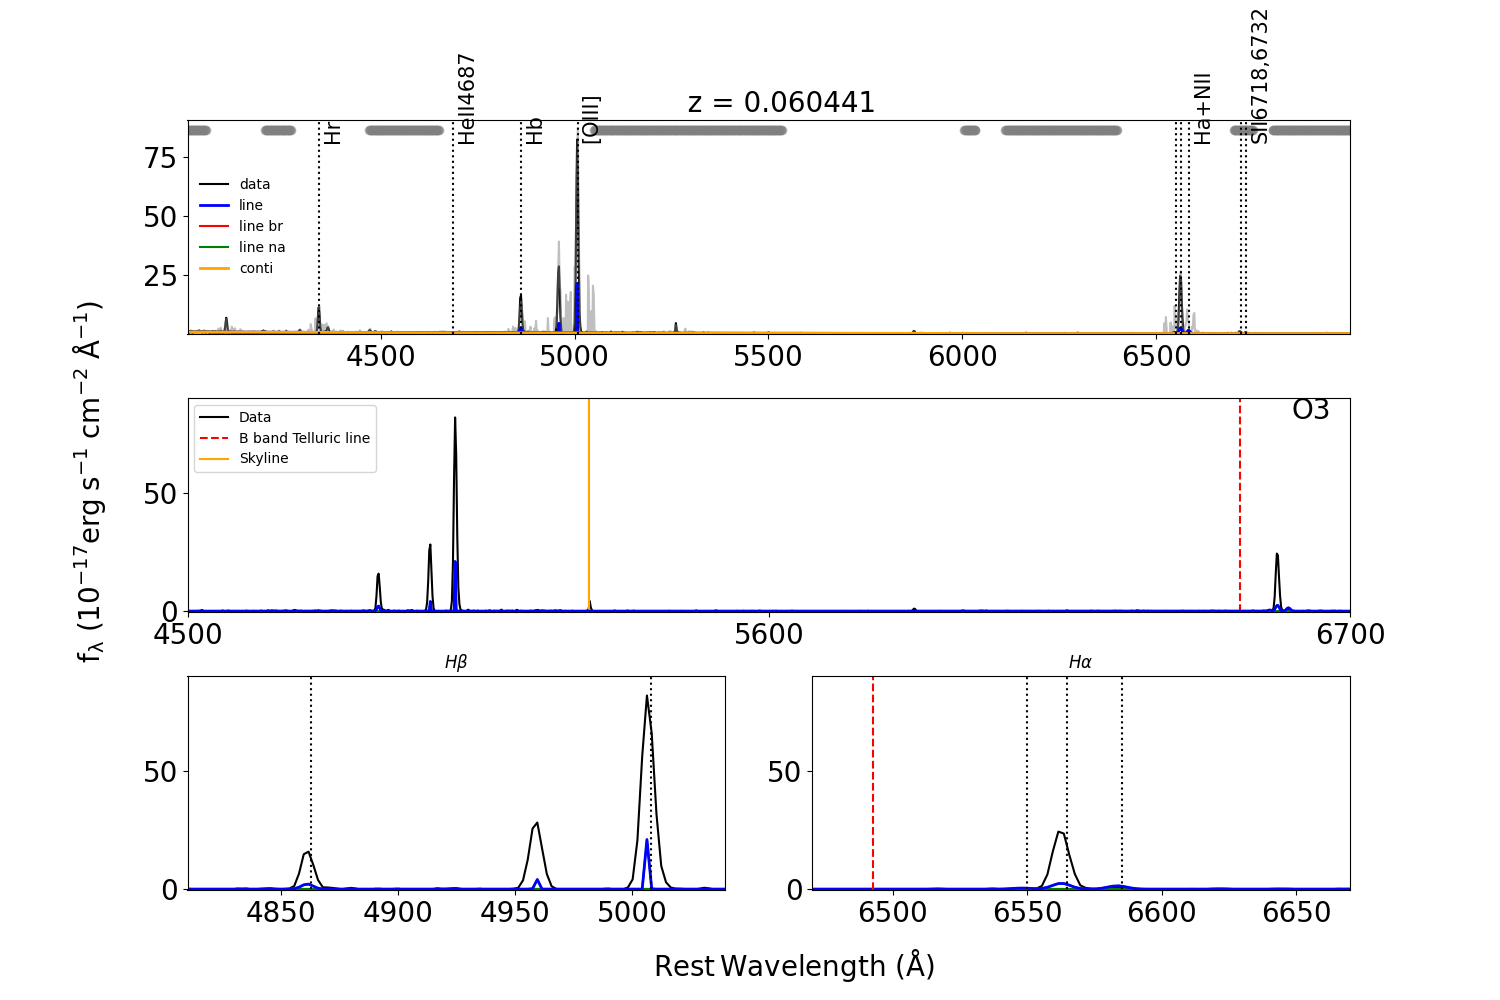 z = 0.060441
Hr
HeII4687
Hb
[OIII]
Ha+NII
SII6718,6732
75
50
25
data
line
line br
line na
conti
4500 5000 5500 6000 6500
fλ (10⁻¹⁷erg s⁻¹ cm⁻² Å⁻¹)
O3
50
0
Data
B band Telluric line
Skyline
4500 5600 6700
Hβ
50
0
4850 4900 4950 5000
Hα
50
0
6500 6550 6600 6650
Rest Wavelength (Å)